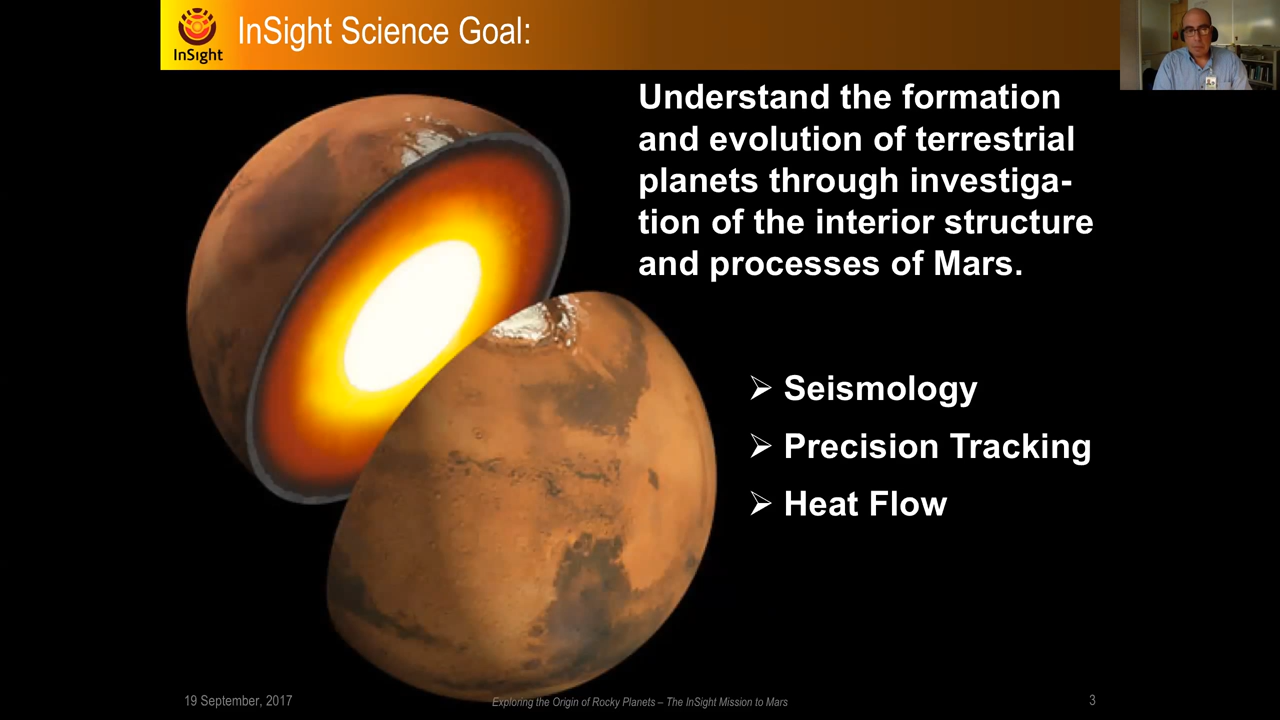 InSight
InSight Science Goal:
Understand the formation
and evolution of terrestrial
planets through investiga-
tion of the interior structure
and processes of Mars.
➢ Seismology
➢ Precision Tracking
➢ Heat Flow
19 September, 2017
Exploring the Origin of Rocky Planets – The InSight Mission to Mars
3